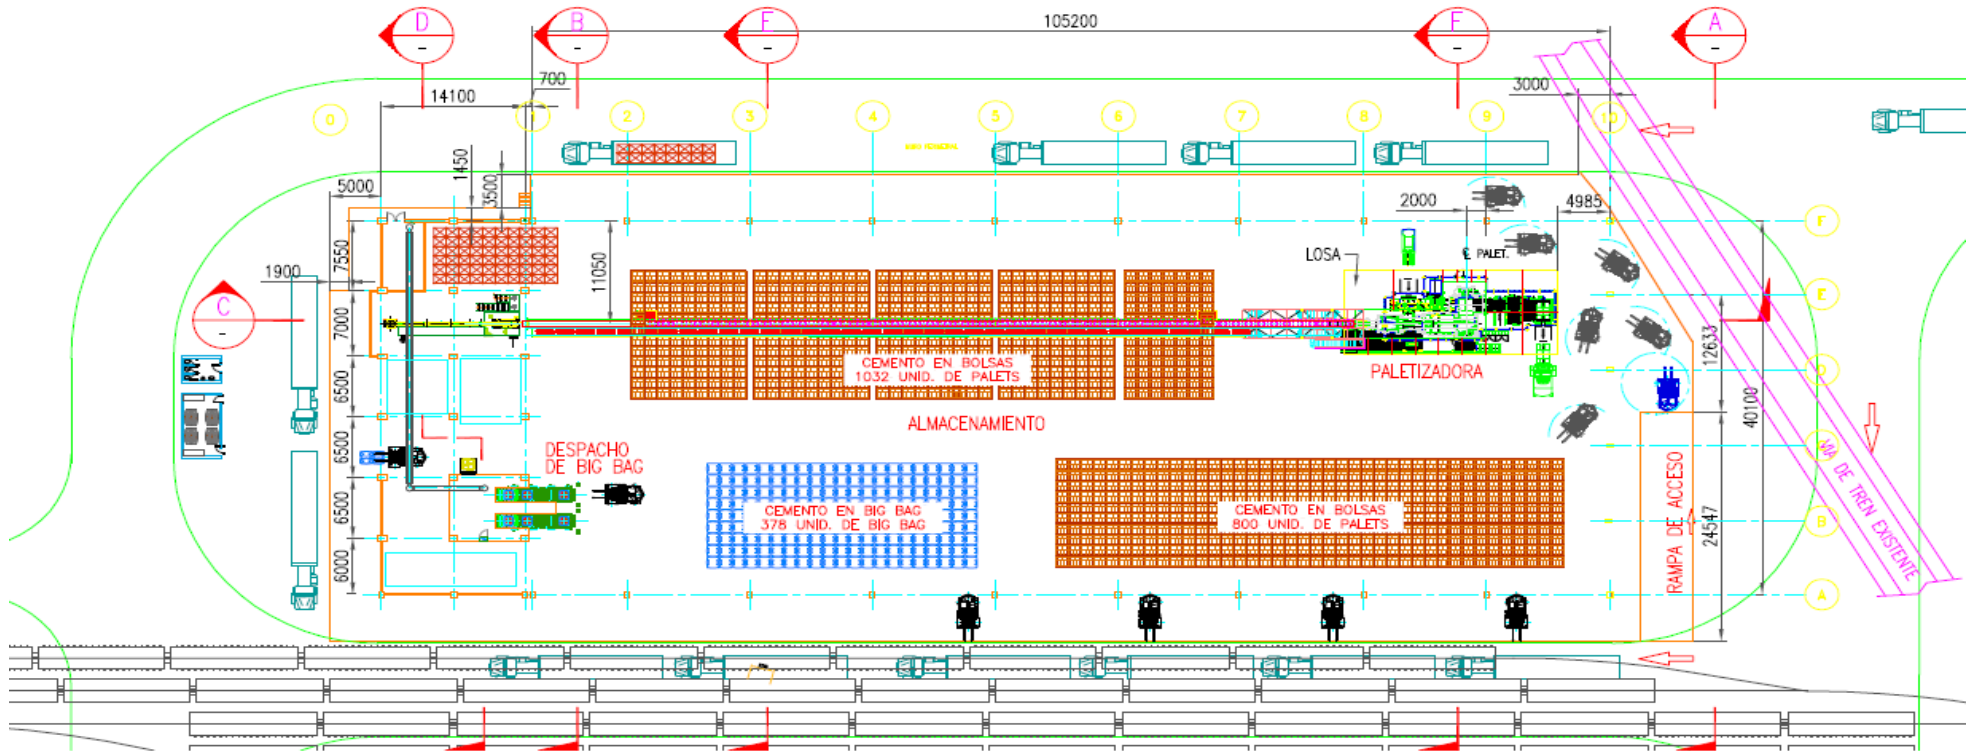 D
-
B
-
E
-
105200
F
-
A
-
700
14100
3000
0
1
2
3
4
5
6
7
8
9
10
1450
3500
5000
2000
4985
F
7550
1900
11050
LOSA
PALET.
C
-
E
7000
12633
CEMENTO EN BOLSAS
1032 UNID. DE PALETS
PALETIZADORA
D
6500
40100
ALMACENAMIENTO
DESPACHO
DE BIG BAG
6500
VIA DE TREN EXISTENTE
RAMPA DE ACCESO
6500
CEMENTO EN BIG BAG
378 UNID. DE BIG BAG
CEMENTO EN BOLSAS
800 UNID. DE PALETS
B
24547
6000
A